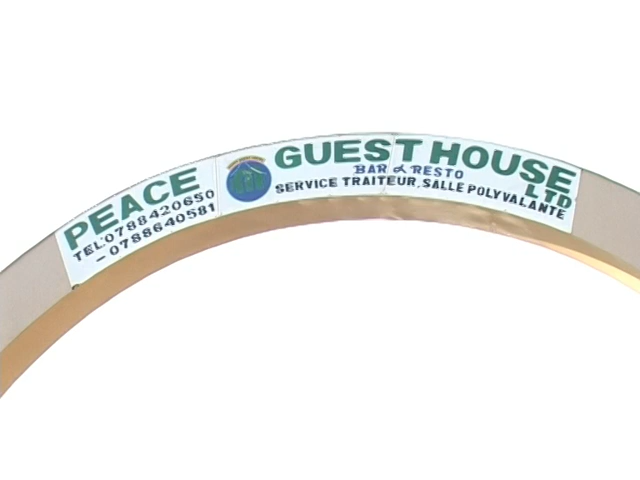 PEACE GUEST HOUSE LTD
TEL:0788420650
- 0788640581
BAR & RESTO
SERVICE TRAITEUR, SALLE POLYVALANTE